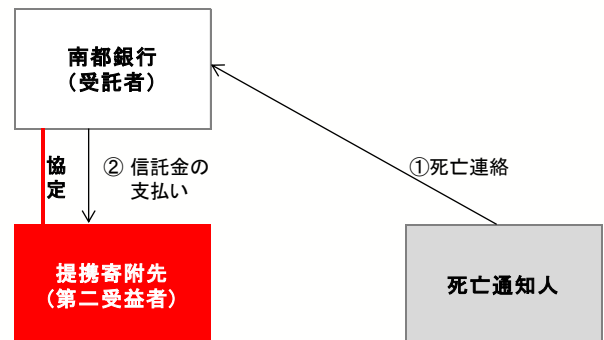 南都銀行
（受託者）
協
定
② 信託金の
支払い
①死亡連絡
提携寄附先
（第二受益者）
死亡通知人